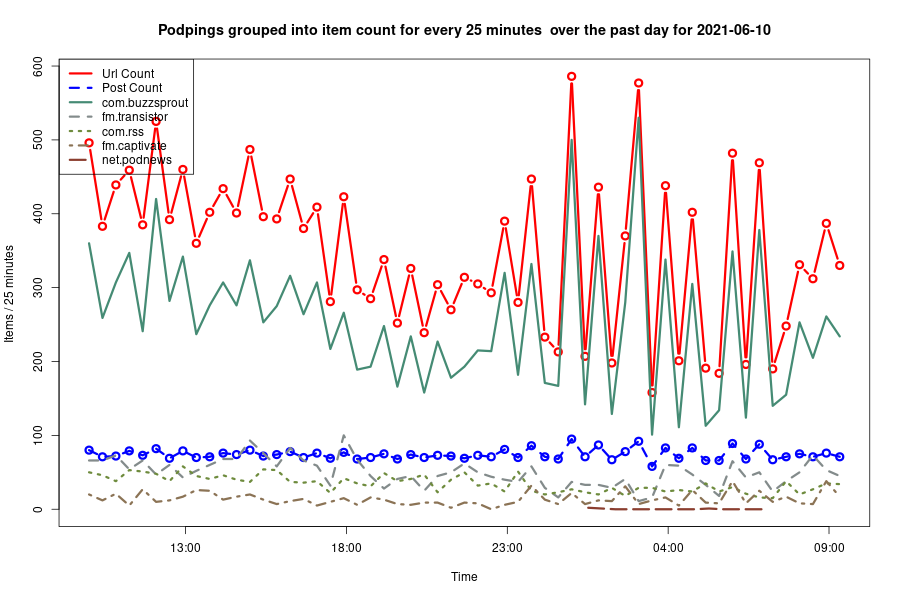 Podpings grouped into item count for every 25 minutes  over the past day for 2021-06-10
Url Count
Post Count
com.buzzsprout
fm.transistor
com.rss
fm.captivate
net.podnews
600
500
400
300
200
100
0
Items / 25 minutes
13:00
18:00
23:00
04:00
09:00
Time